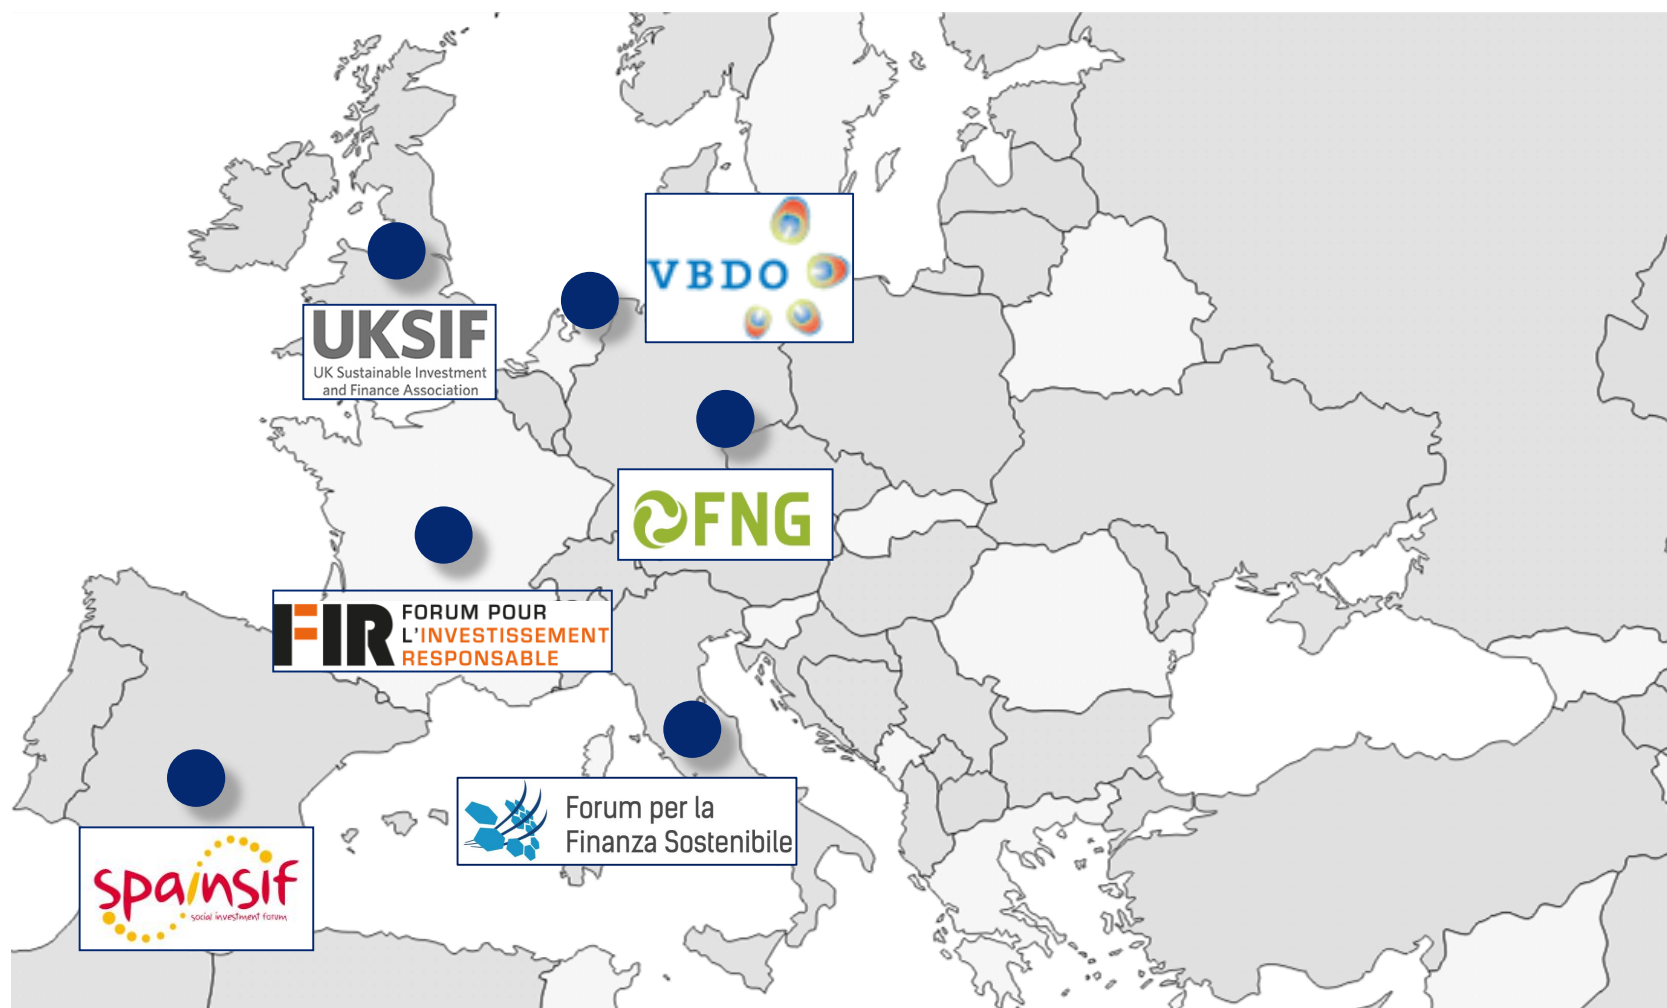 VBDO
UKSIF
UK Sustainable Investment
and Finance Association
FNG
FIR
FORUM POUR
L'INVESTISSEMENT
RESPONSABLE
Forum per la
Finanza Sostenibile
spainsif
social investment forum